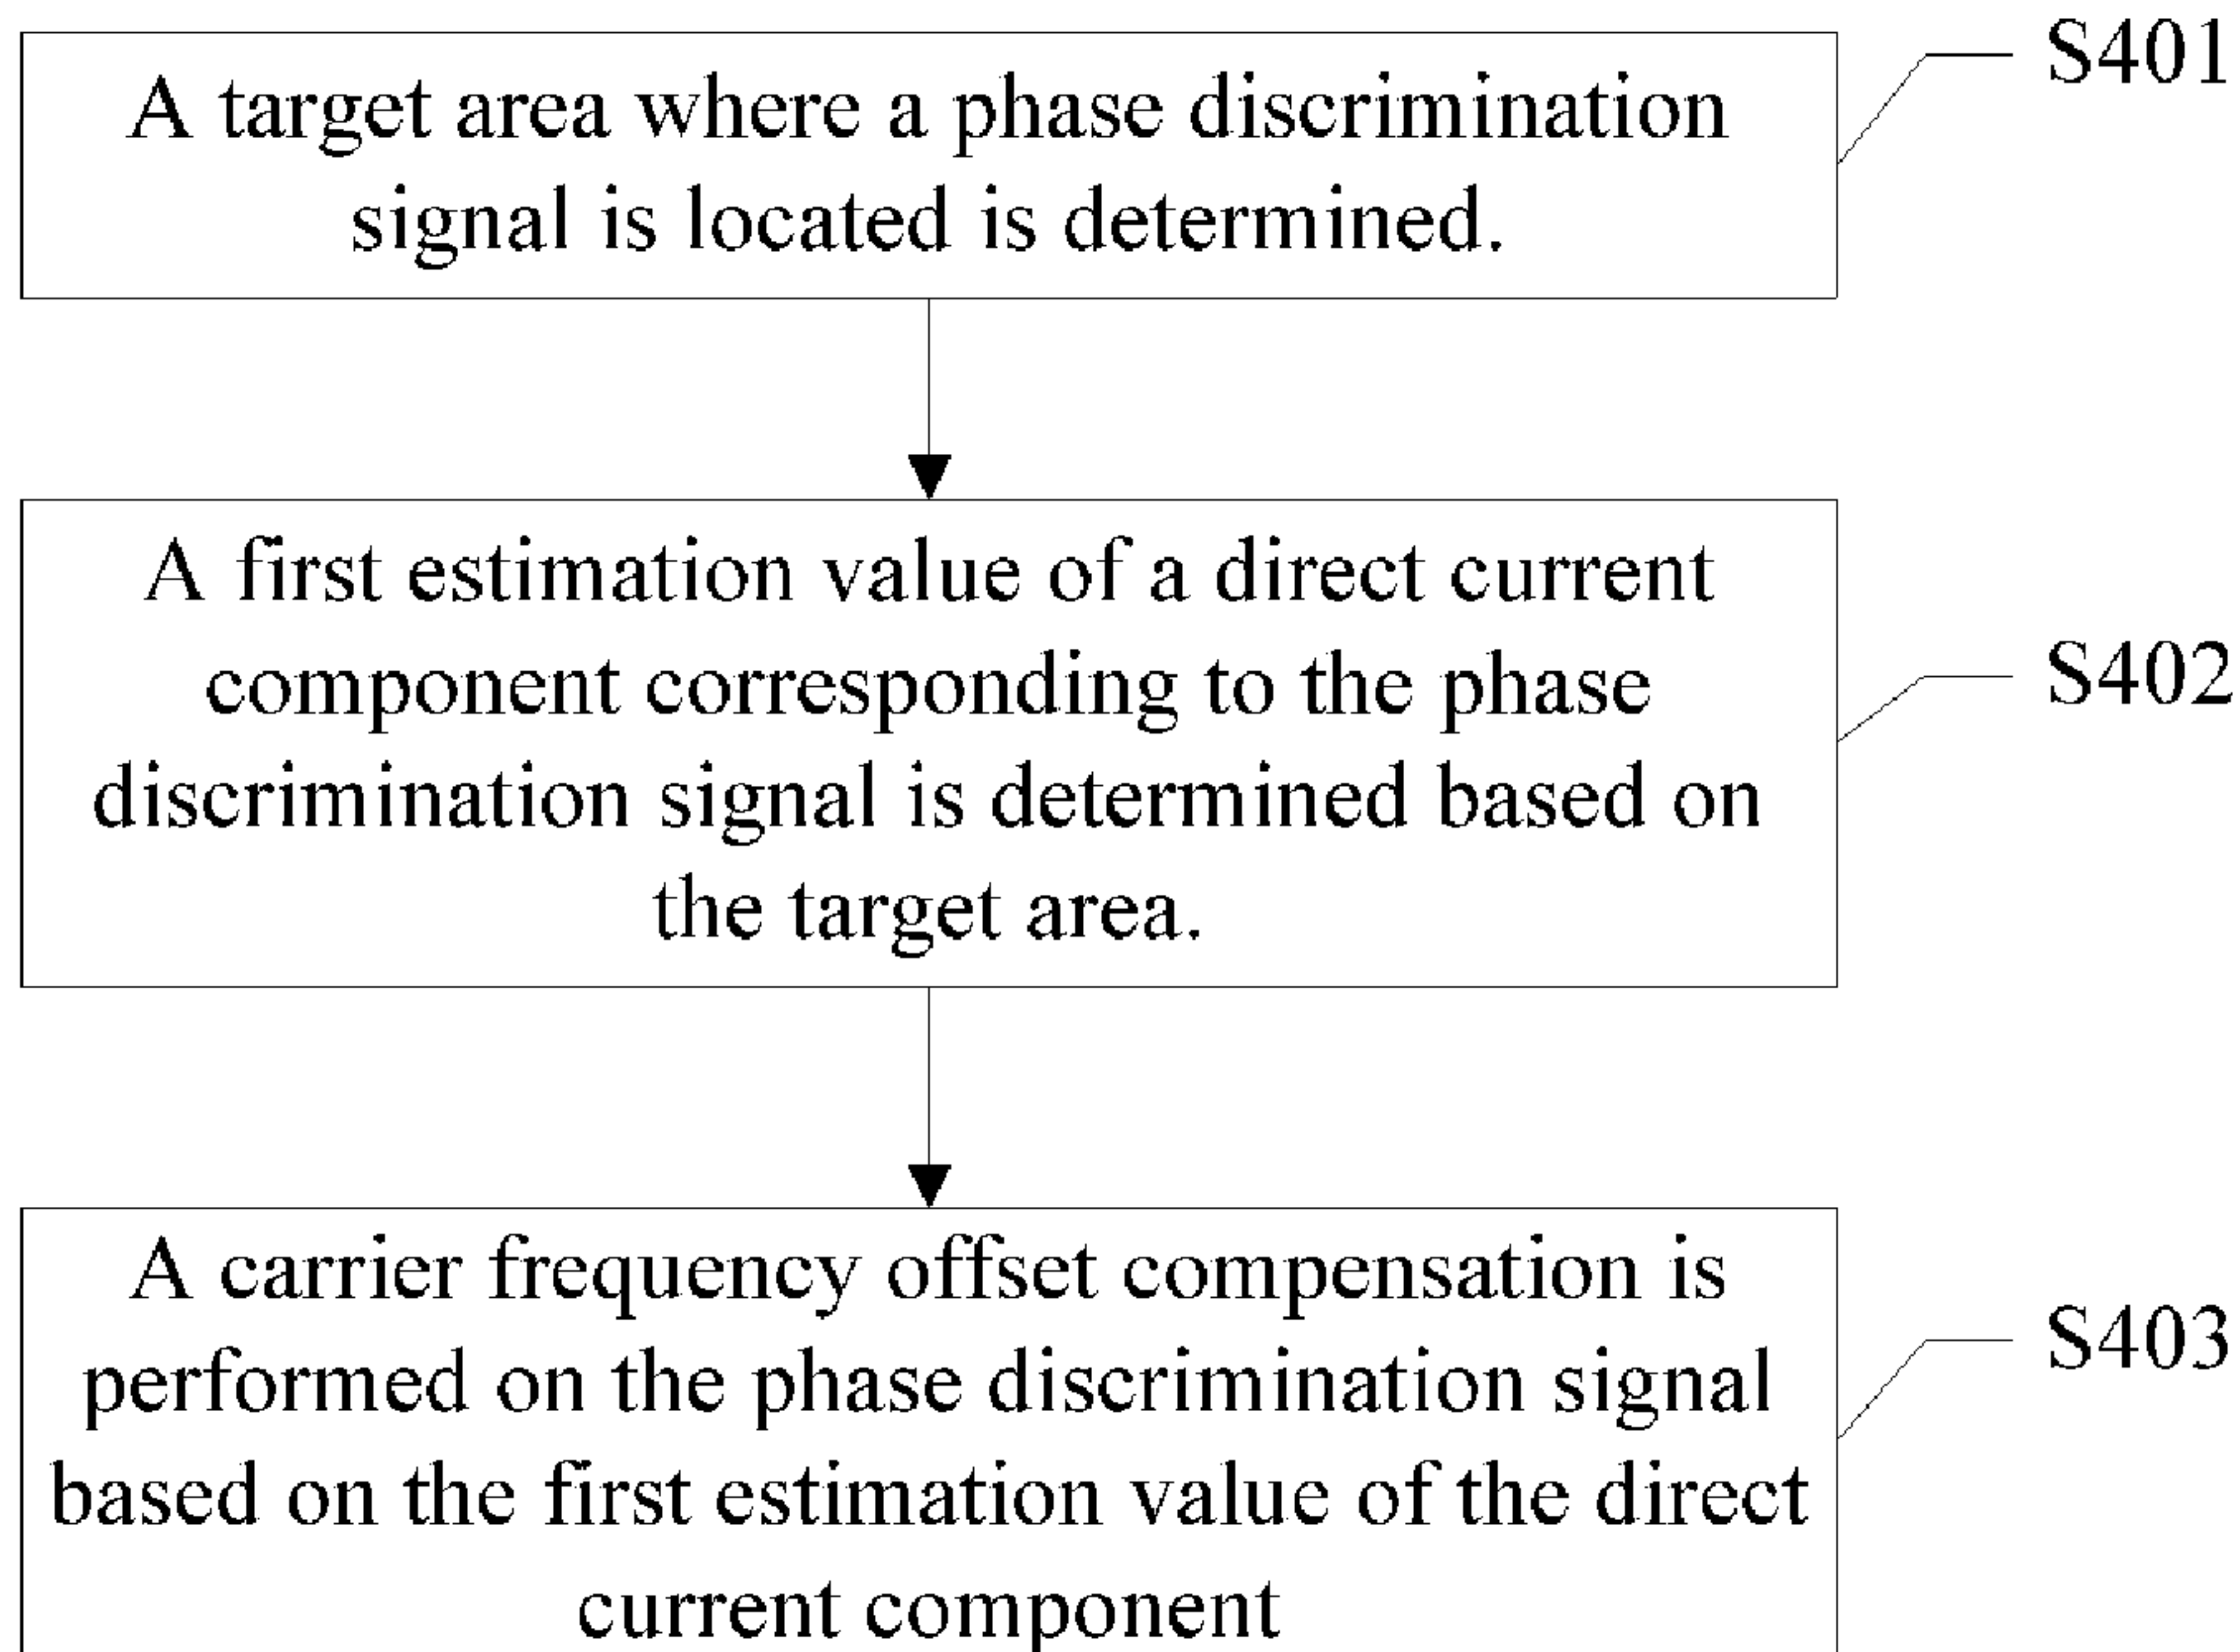 A target area where a phase discrimination
signal is located is determined.
S401
A first estimation value of a direct current
component corresponding to the phase
discrimination signal is determined based on
the target area.
S402
A carrier frequency offset compensation is
performed on the phase discrimination signal
based on the first estimation value of the direct
current component
S403